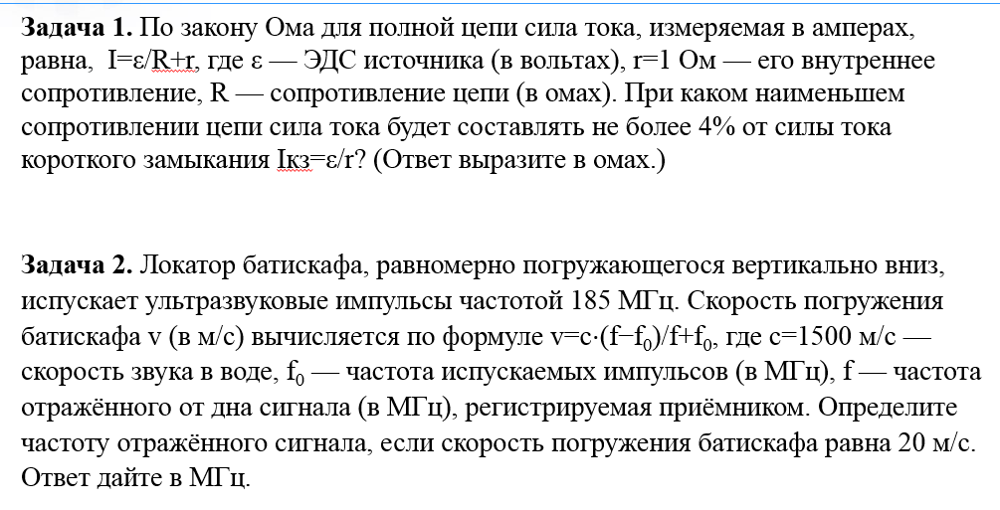 Задача 1. По закону Ома для полной цепи сила тока, измеряемая в амперах,
равна,  I=ε/R+r, где ε — ЭДС источника (в вольтах), r=1 Ом — его внутреннее
сопротивление, R — сопротивление цепи (в омах). При каком наименьшем
сопротивлении цепи сила тока будет составлять не более 4% от силы тока
короткого замыкания Iкз=ε/r? (Ответ выразите в омах.)
Задача 2. Локатор батискафа, равномерно погружающегося вертикально вниз,
испускает ультразвуковые импульсы частотой 185 МГц. Скорость погружения
батискафа v (в м/с) вычисляется по формуле v=c·(f−f₀)/f+f₀, где c=1500 м/с —
скорость звука в воде, f₀ — частота испускаемых импульсов (в МГц), f — частота
отражённого от дна сигнала (в МГц), регистрируемая приёмником. Определите
частоту отражённого сигнала, если скорость погружения батискафа равна 20 м/с.
Ответ дайте в МГц.